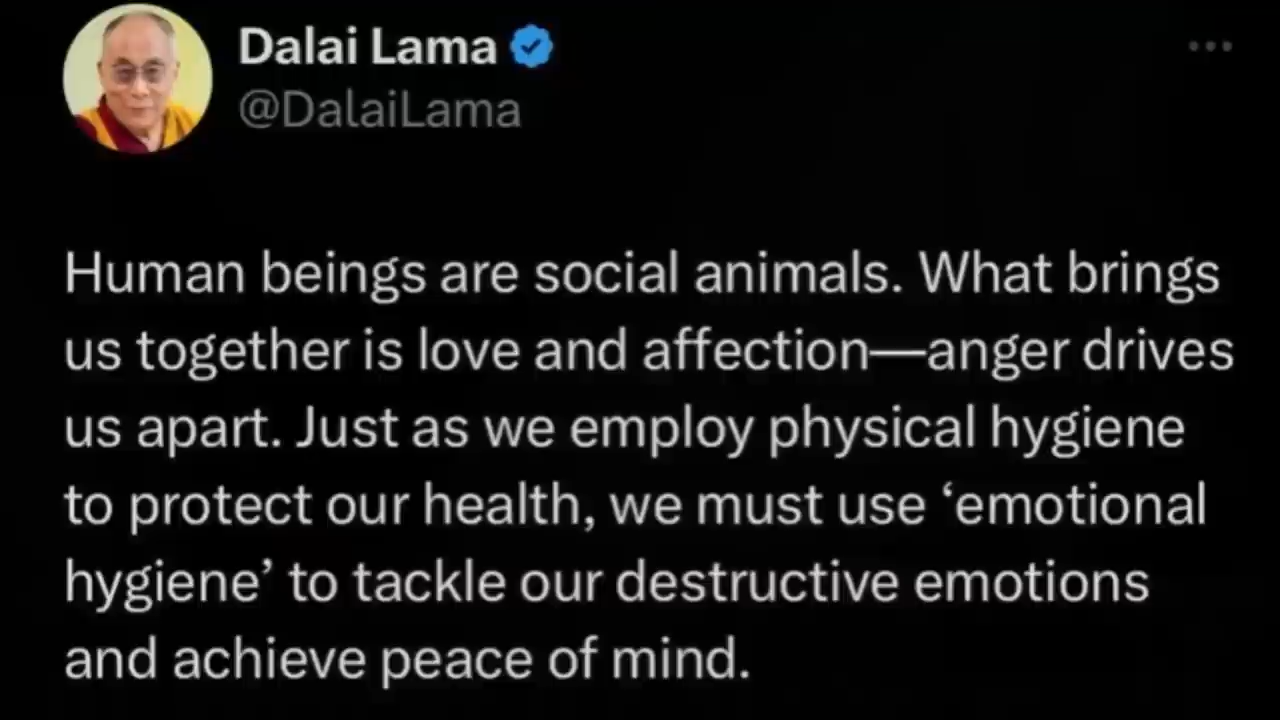 Dalai Lama
@DalaiLama
Human beings are social animals. What brings
us together is love and affection—anger drives
us apart. Just as we employ physical hygiene
to protect our health, we must use ‘emotional
hygiene’ to tackle our destructive emotions
and achieve peace of mind.